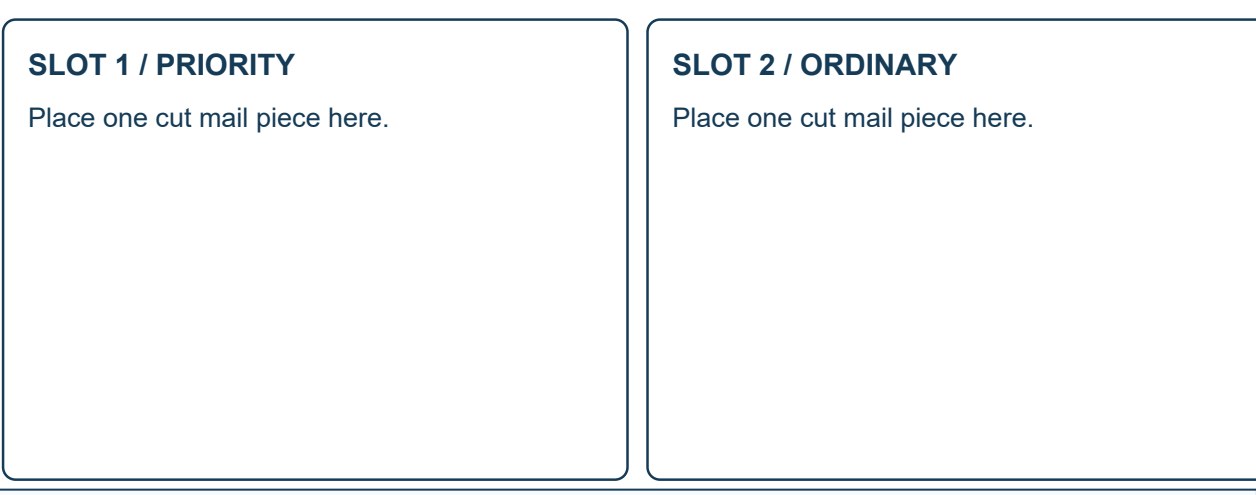 SLOT 1 / PRIORITY
Place one cut mail piece here.
SLOT 2 / ORDINARY
Place one cut mail piece here.